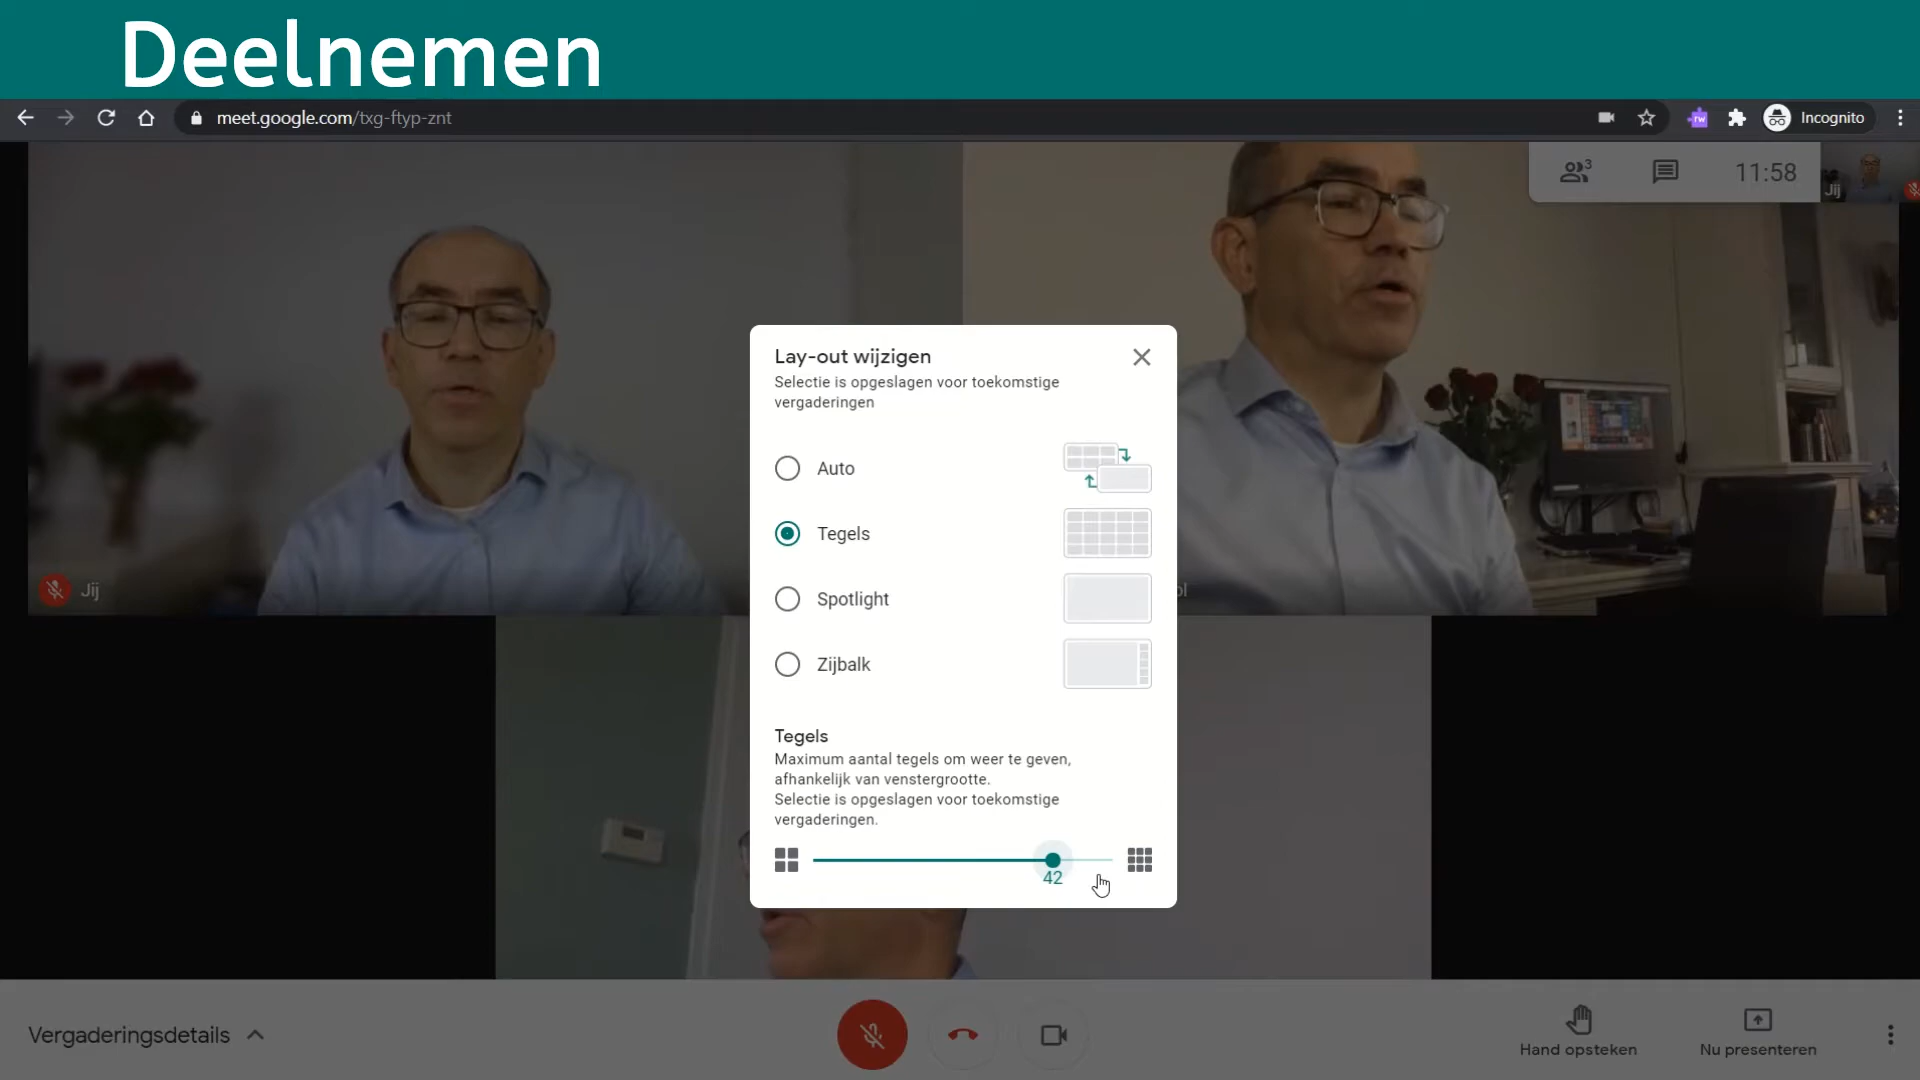 Deelnemen
meet.google.com/txg-ftyp-znt
rw
Incognito
3
11:58
Jij
Lay-out wijzigen
Selectie is opgeslagen voor toekomstige
vergaderingen
Auto
Tegels
Spotlight
Zijbalk
Jij
Tegels
Maximum aantal tegels om weer te geven,
afhankelijk van venstergrootte.
Selectie is opgeslagen voor toekomstige
vergaderingen.
42
Vergaderingsdetails
Hand opsteken
Nu presenteren